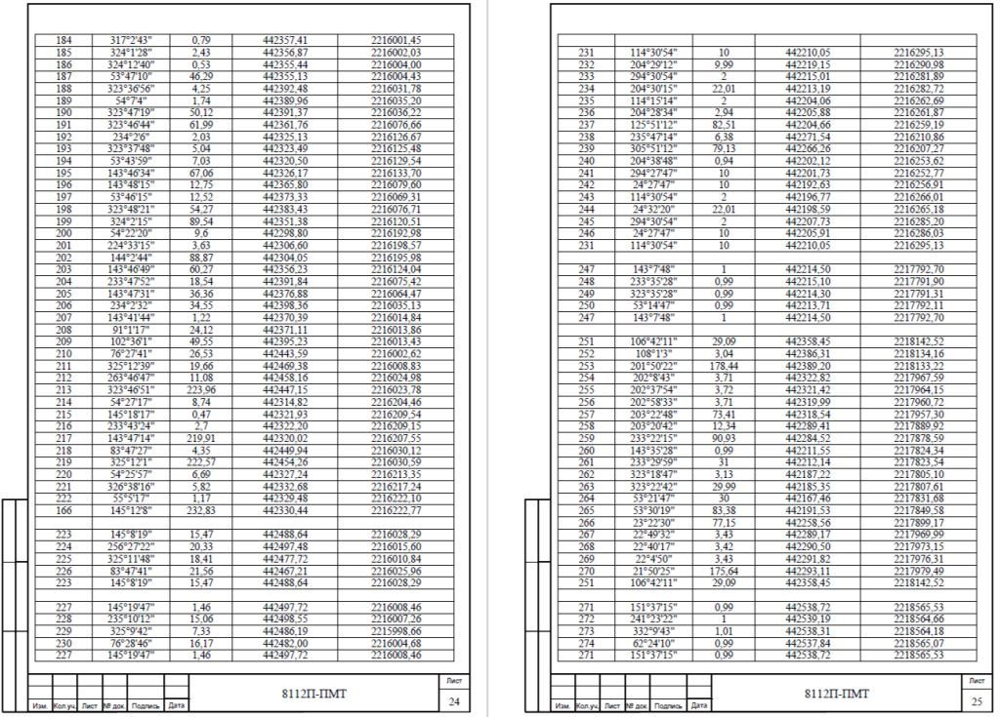 184 317°2'43" 0,79 442357,41 2216001,45
185 324°1'28" 2,43 442356,87 2216002,03
186 324°12'40" 0,53 442355,44 2216004,00
187 53°47'10" 46,29 442355,13 2216004,43
188 323°36'56" 4,25 442392,48 2216031,78
189 54°7'4" 1,74 442389,96 2216035,20
190 323°47'19" 50,12 442391,37 2216036,22
191 323°46'44" 61,99 442361,76 2216076,66
192 234°2'6" 2,03 442325,13 2216126,67
193 323°37'48" 5,04 442323,49 2216125,48
194 53°43'59" 7,03 442320,50 2216129,54
195 143°46'34" 67,06 442326,17 2216133,70
196 143°48'15" 12,75 442365,80 2216079,60
197 53°46'15" 12,52 442373,33 2216069,31
198 323°48'21" 54,27 442383,43 2216076,71
199 324°2'15" 89,54 442351,38 2216120,51
200 54°22'20" 9,6 442298,80 2216192,98
201 224°33'15" 3,63 442306,60 2216198,57
202 144°2'44" 88,87 442304,05 2216195,98
203 143°46'49" 60,27 442356,23 2216124,04
204 233°47'52" 18,54 442391,84 2216075,42
205 143°47'31" 36,36 442376,88 2216064,47
206 234°2'32" 34,55 442398,36 2216035,13
207 143°41'44" 1,22 442370,39 2216014,84
208 91°1'17" 24,12 442371,11 2216013,86
209 102°36'1" 49,55 442395,23 2216013,43
210 76°27'41" 26,53 442443,59 2216002,62
211 325°12'39" 19,66 442469,38 2216008,83
212 263°46'47" 11,08 442458,16 2216024,98
213 323°46'51" 223,96 442447,15 2216023,78
214 54°27'17" 8,74 442314,82 2216204,46
215 145°18'17" 0,47 442321,93 2216209,54
216 233°43'24" 2,7 442322,20 2216209,15
217 143°47'14" 219,91 442320,02 2216207,55
218 83°47'27" 4,35 442449,94 2216030,12
219 325°12'1" 222,57 442454,26 2216030,59
220 54°25'57" 6,69 442327,24 2216213,35
221 326°38'16" 5,82 442332,68 2216217,24
222 55°5'17" 1,17 442329,48 2216222,10
166 145°12'8" 232,83 442330,44 2216222,77
223 145°8'19" 15,47 442488,64 2216028,29
224 256°27'22 20,33 442497,48 2216015,60
225 325°11'48" 18,41 442477,72 2216010,84
226 83°47'41" 21,56 442467,21 2216025,96
223 145°8'19" 15,47 442488,64 2216028,29
227 145°19'47" 1,46 442497,72 2216008,46
228 235°10'12" 15,06 442498,55 2216007,26
229 325°9'42" 7,33 442486,19 2215998,66
230 76°28'46" 16,17 442482,00 2216004,68
227 145°19'47" 1,46 442497,72 2216008,46
8112П-ПМТ
Лист
24
Изм. Кол.уч. Лист № док. Подпись Дата
231 114°30'54" 10 442210,05 2216295,13
232 204°29'12" 9,99 442219,15 2216290,98
233 294°30'54" 2 442215,01 2216281,89
234 204°30'15" 22,01 442213,19 2216282,72
235 114°15'14" 2 442204,06 2216262,69
236 204°28'34" 2,94 442205,88 2216261,87
237 125°51'12" 82,51 442204,66 2216259,19
238 235°47'14" 6,38 442271,54 2216210,86
239 305°51'12" 79,13 442266,26 2216207,27
240 204°38'48" 0,94 442202,12 2216253,62
241 294°27'47" 10 442201,73 2216252,77
242 24°27'47" 10 442192,63 2216256,91
243 114°30'54" 2 442196,77 2216266,01
244 24°32'20" 22,01 442198,59 2216265,18
245 294°30'54" 2 442207,73 2216285,20
246 24°27'47" 10 442205,91 2216286,03
231 114°30'54" 10 442210,05 2216295,13
247 143°7'48" 1 442214,50 2217792,70
248 233°35'28" 0,99 442215,10 2217791,90
249 323°35'28" 0,99 442214,30 2217791,31
250 53°14'47" 0,99 442213,71 2217792,11
247 143°7'48" 1 442214,50 2217792,70
251 106°42'11" 29,09 442358,45 2218142,52
252 108°1'3" 3,04 442386,31 2218134,16
253 201°50'22" 178,44 442389,20 2218133,22
254 202°8'43" 3,71 442322,82 2217967,59
255 202°37'54" 3,72 442321,42 2217964,15
256 202°58'33" 3,71 442319,99 2217960,72
257 203°22'48" 73,41 442318,54 2217957,30
258 203°20'42" 12,34 442289,41 2217889,92
259 233°22'15" 90,93 442284,52 2217878,59
260 143°35'28" 0,99 442211,55 2217824,34
261 233°29'59" 31 442212,14 2217823,54
262 323°18'47" 3,13 442187,22 2217805,10
263 323°22'42" 29,99 442185,35 2217807,61
264 53°21'47" 30 442167,46 2217831,68
265 53°30'19" 83,38 442191,53 2217849,58
266 23°22'30" 77,15 442258,56 2217899,17
267 22°49'32" 3,43 442289,17 2217969,99
268 22°40'17" 3,42 442290,50 2217973,15
269 22°4'50" 3,43 442291,82 2217976,31
270 21°50'25" 175,64 442293,11 2217979,49
251 106°42'11" 29,09 442358,45 2218142,52
271 151°37'15" 0,99 442538,72 2218565,53
272 241°23'22" 1 442539,19 2218564,66
273 332°9'43" 0,99 442538,31 2218564,18
274 62°24'10" 0,99 442537,84 2218565,07
271 151°37'15" 0,99 442538,72 2218565,53
8112П-ПМТ
Лист
25
Изм. Кол.уч. Лист № док. Подпись Дата